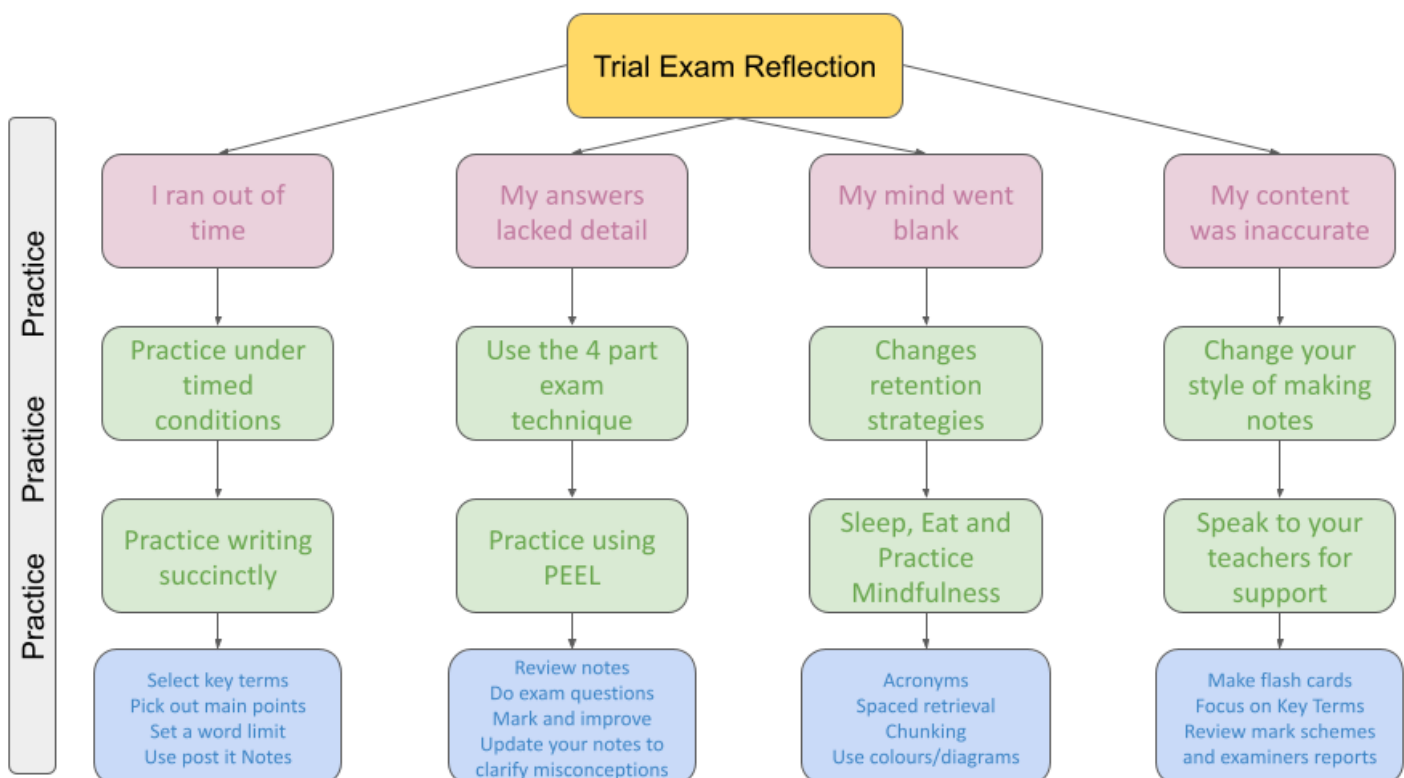 Trial Exam Reflection
Practice
Practice
Practice
I ran out of
time
My answers
lacked detail
My mind went
blank
My content
was inaccurate
Practice under
timed
conditions
Use the 4 part
exam
technique
Changes
retention
strategies
Change your
style of making
notes
Practice writing
succinctly
Practice using
PEEL
Sleep, Eat and
Practice
Mindfulness
Speak to your
teachers for
support
Select key terms
Pick out main points
Set a word limit
Use post it Notes
Review notes
Do exam questions
Mark and improve
Update your notes to
clarify misconceptions
Acronyms
Spaced retrieval
Chunking
Use colours/diagrams
Make flash cards
Focus on Key Terms
Review mark schemes
and examiners reports